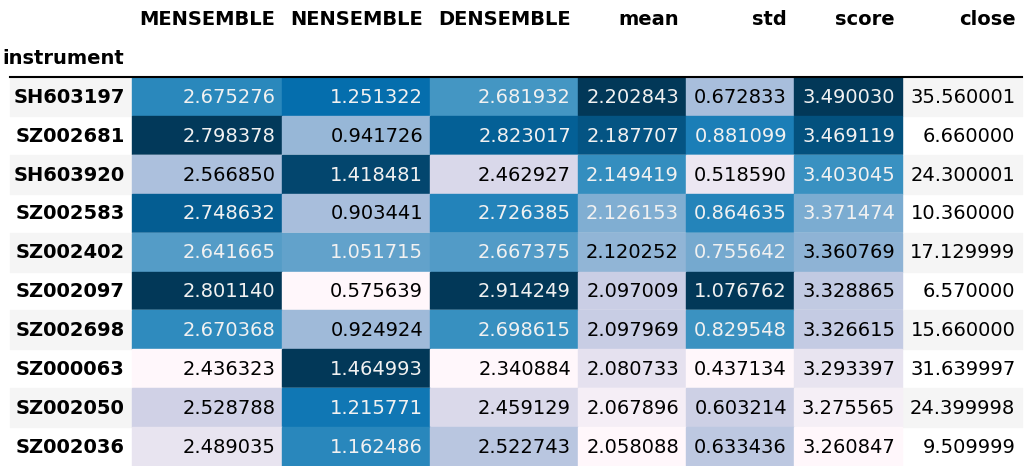 MENSEMBLE NENSEMBLE DENSEMBLE mean std score close
instrument
SH603197 2.675276 1.251322 2.681932 2.202843 0.672833 3.490030 35.560001
SZ002681 2.798378 0.941726 2.823017 2.187707 0.881099 3.469119 6.660000
SH603920 2.566850 1.418481 2.462927 2.149419 0.518590 3.403045 24.300001
SZ002583 2.748632 0.903441 2.726385 2.126153 0.864635 3.371474 10.360000
SZ002402 2.641665 1.051715 2.667375 2.120252 0.755642 3.360769 17.129999
SZ002097 2.801140 0.575639 2.914249 2.097009 1.076762 3.328865 6.570000
SZ002698 2.670368 0.924924 2.698615 2.097969 0.829548 3.326615 15.660000
SZ000063 2.436323 1.464993 2.340884 2.080733 0.437134 3.293397 31.639997
SZ002050 2.528788 1.215771 2.459129 2.067896 0.603214 3.275565 24.399998
SZ002036 2.489035 1.162486 2.522743 2.058088 0.633436 3.260847 9.509999